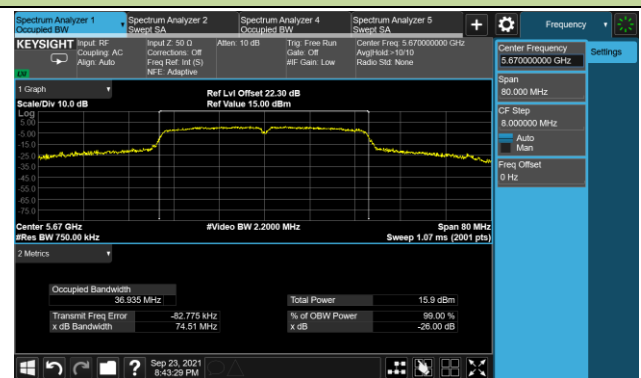 Spectrum Analyzer 1
Occupied BW
Spectrum Analyzer 2
Swept SA
Spectrum Analyzer 4
Occupied BW
Spectrum Analyzer 5
Swept SA
+
Frequency
KEYSIGHT
Input: RF
Coupling: AC
Align: Auto
Input Z: 50 Ω
Corrections: Off
Freq Ref: Int (S)
NFE: Adaptive
Atten: 10 dB
Trig: Free Run
Gate: Off
#IF Gain: Low
Center Freq: 5.670000000 GHz
Avg|Hold:>10/10
Radio Std: None
LXI
Center Frequency
5.670000000 GHz
Settings
Span
80.000 MHz
CF Step
8.000000 MHz
Auto
Man
Freq Offset
0 Hz
1 Graph
Scale/Div 10.0 dB
Ref Lvl Offset 22.30 dB
Ref Value 15.00 dBm
Log
5.00
-5.00
-15.0
-25.0
-35.0
-45.0
-55.0
-65.0
-75.0
Center 5.67 GHz
#Video BW 2.2000 MHz
Span 80 MHz
#Res BW 750.00 kHz
Sweep 1.07 ms (2001 pts)
2 Metrics
Occupied Bandwidth
36.935 MHz
Total Power 15.9 dBm
Transmit Freq Error -82.775 kHz
% of OBW Power 99.00 %
x dB Bandwidth 74.51 MHz
x dB -26.00 dB
?
Sep 23, 2021
8:43:29 PM